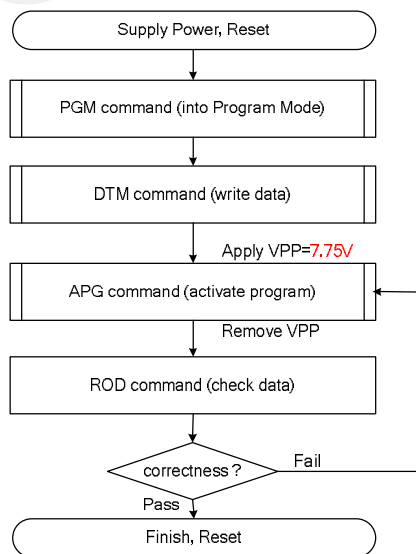 Supply Power, Reset
PGM command (into Program Mode)
DTM command (write data)
Apply VPP=7.75V
APG command (activate program)
Remove VPP
ROD command (check data)
correctness?
Fail
Pass
Finish, Reset